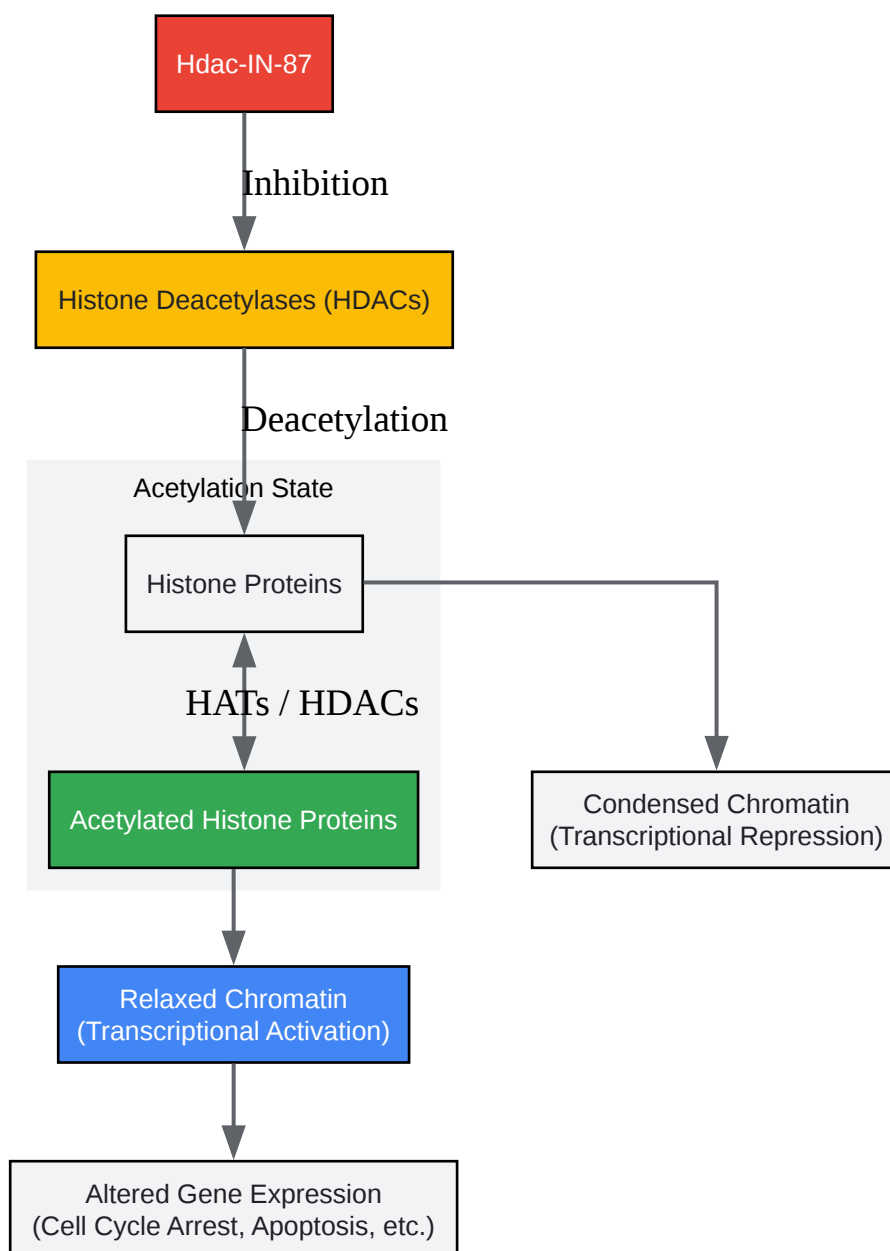 Hdac-IN-87
Inhibition
Histone Deacetylases (HDACs)
Deacetylation
Acetylation State
Histone Proteins
HATs / HDACs
Acetylated Histone Proteins
Condensed Chromatin
(Transcriptional Repression)
Relaxed Chromatin
(Transcriptional Activation)
Altered Gene Expression
(Cell Cycle Arrest, Apoptosis, etc.)